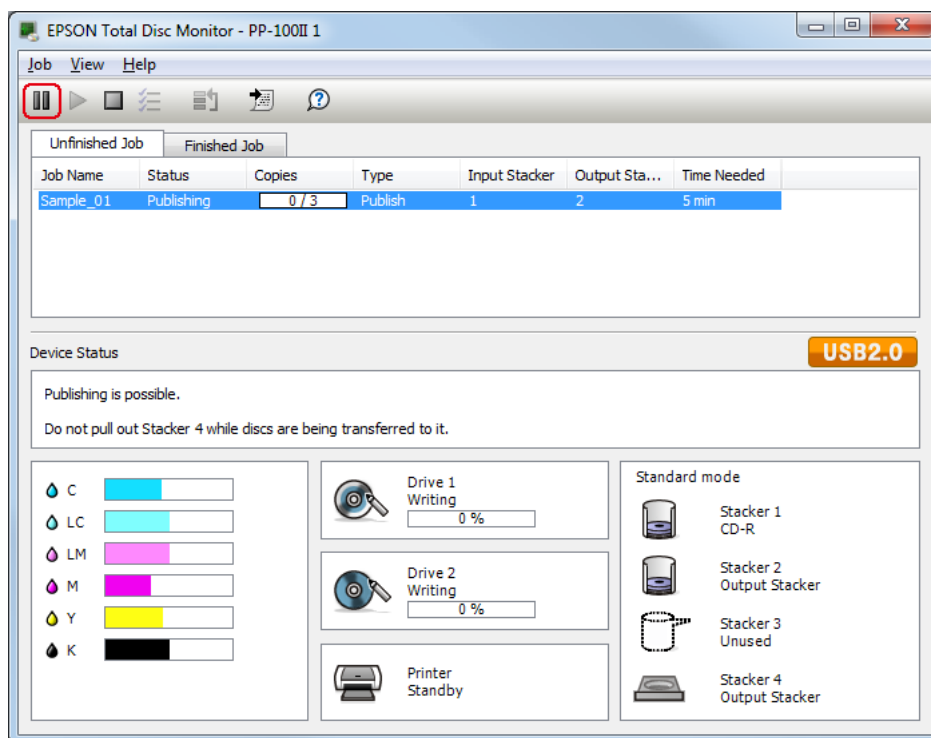 EPSON Total Disc Monitor - PP-100II 1
Job View Help
Unfinished Job Finished Job
Job Name Status Copies Type Input Stacker Output Sta... Time Needed
Sample_01 Publishing 0 / 3 Publish 1 2 5 min
Device Status
USB2.0
Publishing is possible.
Do not pull out Stacker 4 while discs are being transferred to it.
C
LC
LM
M
Y
K
Drive 1
Writing
0 %
Drive 2
Writing
0 %
Printer
Standby
Standard mode
Stacker 1
CD-R
Stacker 2
Output Stacker
Stacker 3
Unused
Stacker 4
Output Stacker